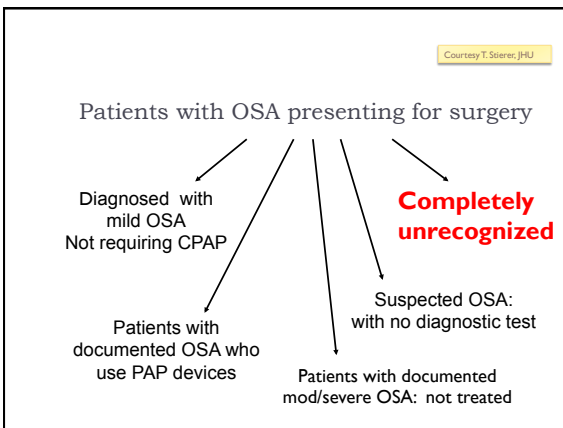 Courtesy T. Stierer, JHU
Patients with OSA presenting for surgery
Diagnosed with
mild OSA
Not requiring CPAP
Completely
unrecognized
Suspected OSA:
with no diagnostic test
Patients with
documented OSA who
use PAP devices
Patients with documented
mod/severe OSA: not treated